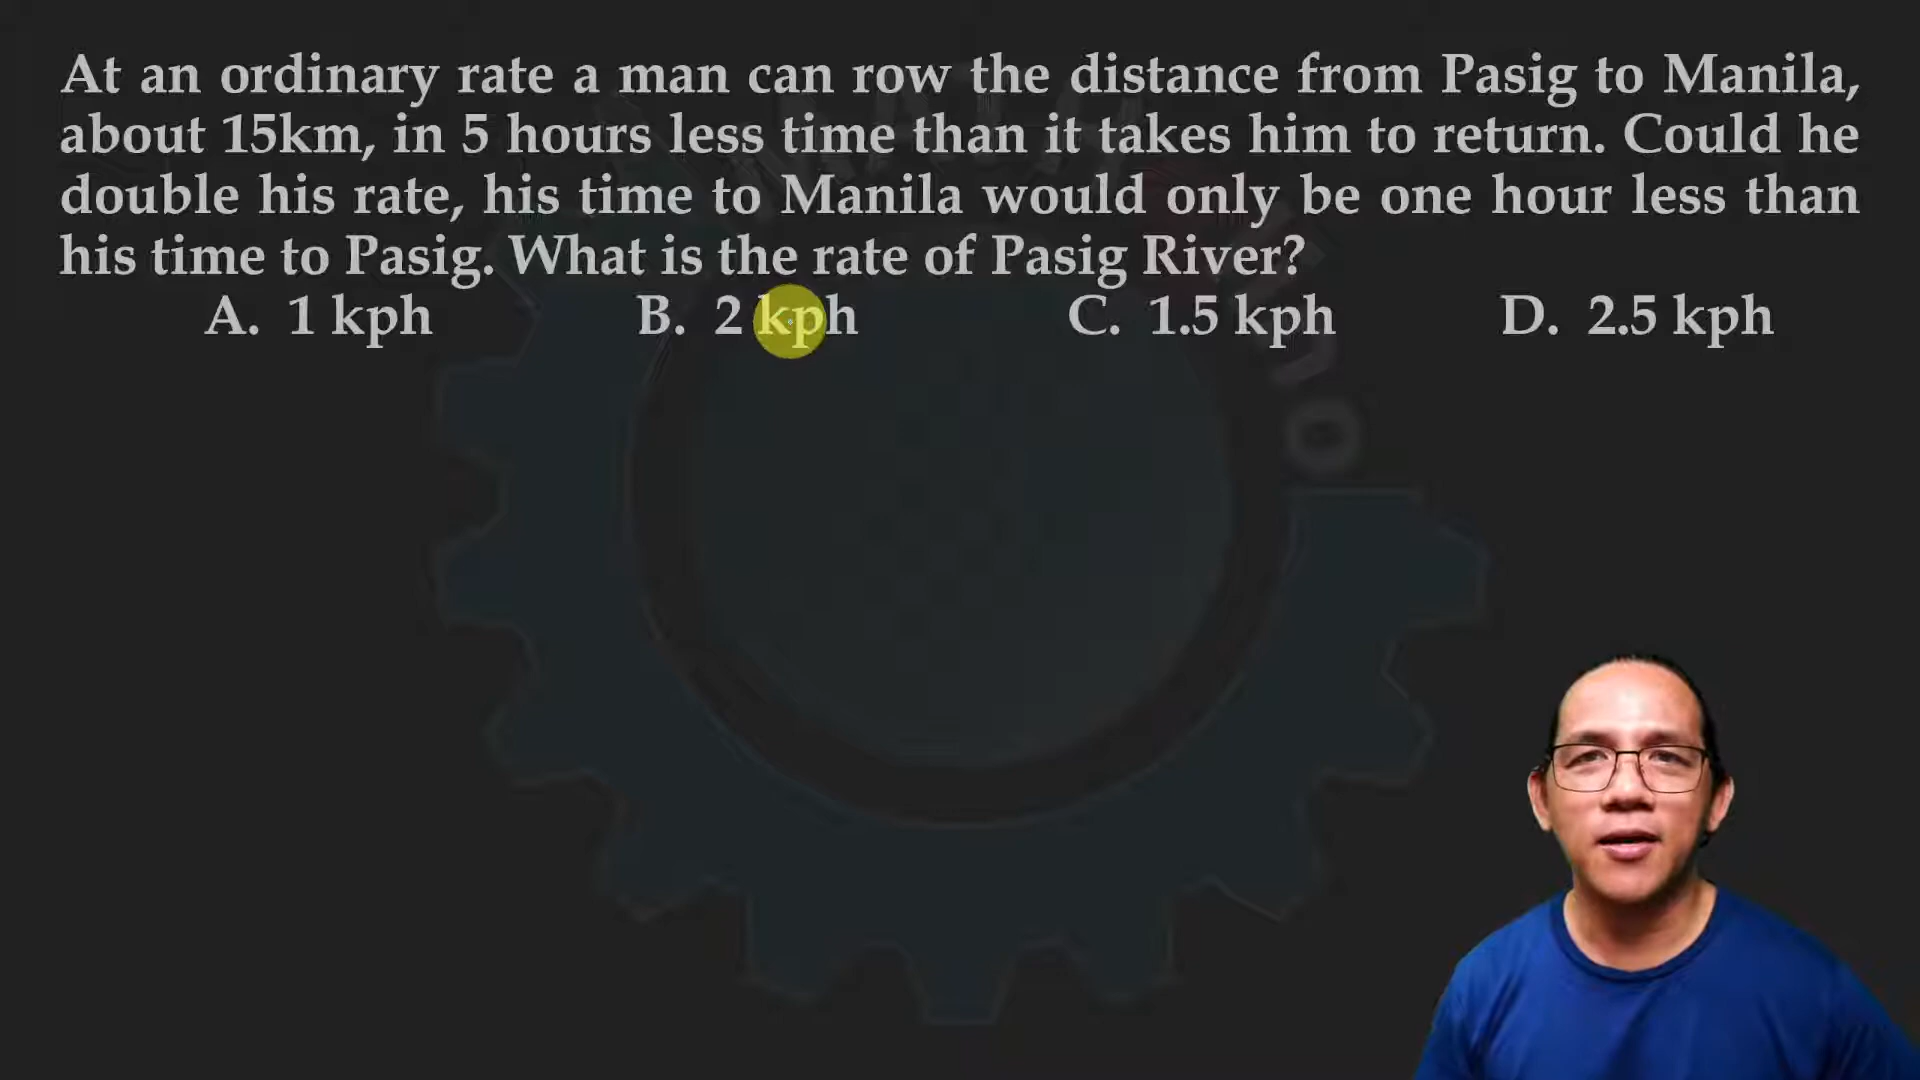 At an ordinary rate a man can row the distance from Pasig to Manila,
about 15km, in 5 hours less time than it takes him to return. Could he
double his rate, his time to Manila would only be one hour less than
his time to Pasig. What is the rate of Pasig River?
A. 1 kph B. 2 kph C. 1.5 kph D. 2.5 kph